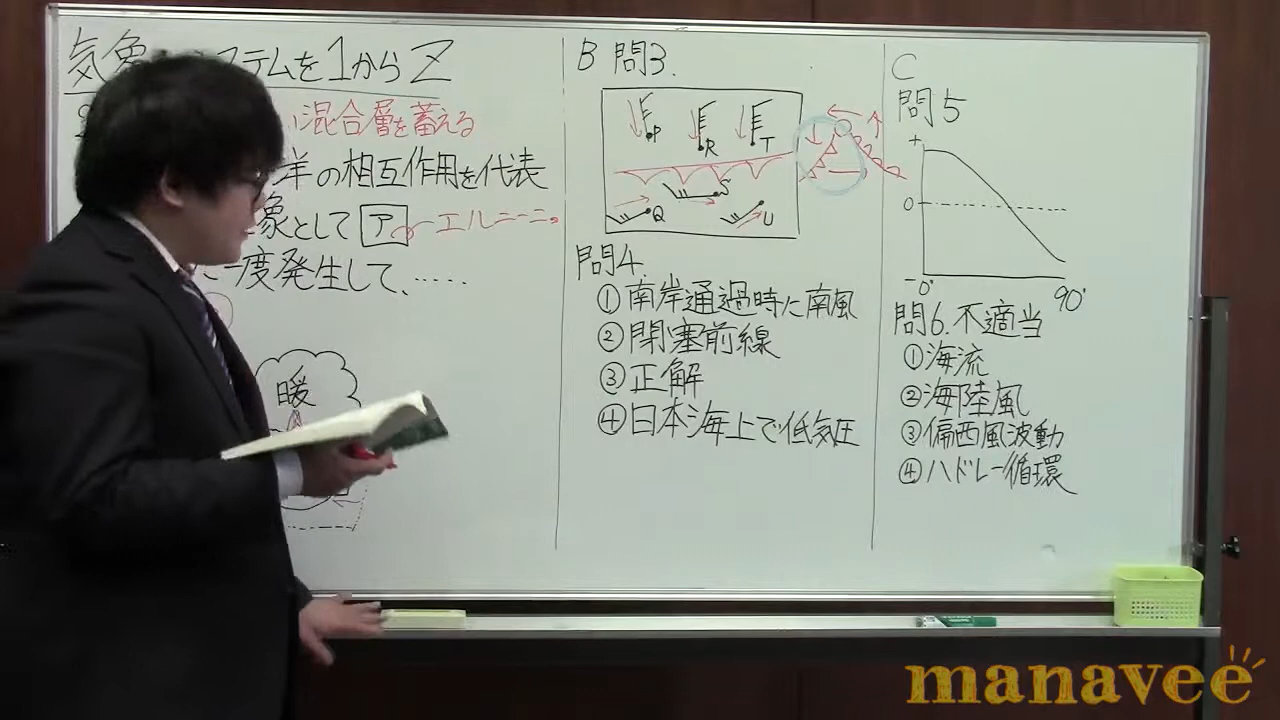 気象 ステムを1からZ
い混合層を蓄える
洋の相互作用を代表
象として ア エルニーニョ
に一度発生して、……
暖
B 問3.
P
R
T
S
Q
U
問4.
①南岸通過時に南風
②閉塞前線
③正解
④日本海上で低気圧
C
問5
+
0
-
0°
90°
問6.不適当
①海流
②海陸風
③偏西風波動
④ハドレー循環
manavee